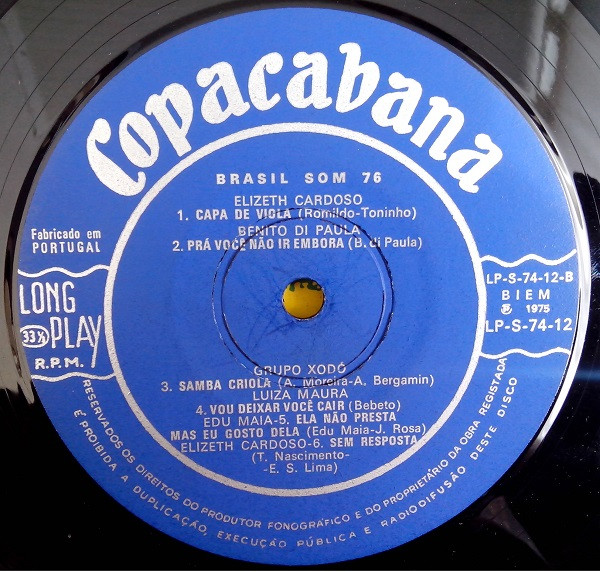 Copacabana
BRASIL SOM 76
ELIZETH CARDOSO
1. CAPA DE VIOLA (Romildo-Toninho)
BENITO DI PAULA
2. PRÁ VOCÊ NÃO IR EMBORA (B. di Paula)
Fabricado em
PORTUGAL
LONG
33⅓ PLAY
R.P.M.
LP-S-74-12-B
BIEM
℗ 1975
LP-S-74-12
GRUPO XODÓ
3. SAMBA CRIOLA (A. Moreira-A. Bergamin)
LUIZA MAURA
4. VOU DEIXAR VOCÊ CAIR (Bebeto)
EDU MAIA-5. ELA NÃO PRESTA
MAS EU GOSTO DELA (Edu Maia-J. Rosa)
ELIZETH CARDOSO-6. SEM RESPOSTA
(T. Nascimento-
-E. S. Lima)
RESERVADOS OS DIREITOS DO PRODUTOR FONOGRÁFICO E DO PROPRIETÁRIO DA OBRA REGISTADA
É PROIBIDA A DUPLICAÇÃO, EXECUÇÃO PÚBLICA E RADIODIFUSÃO DESTE DISCO